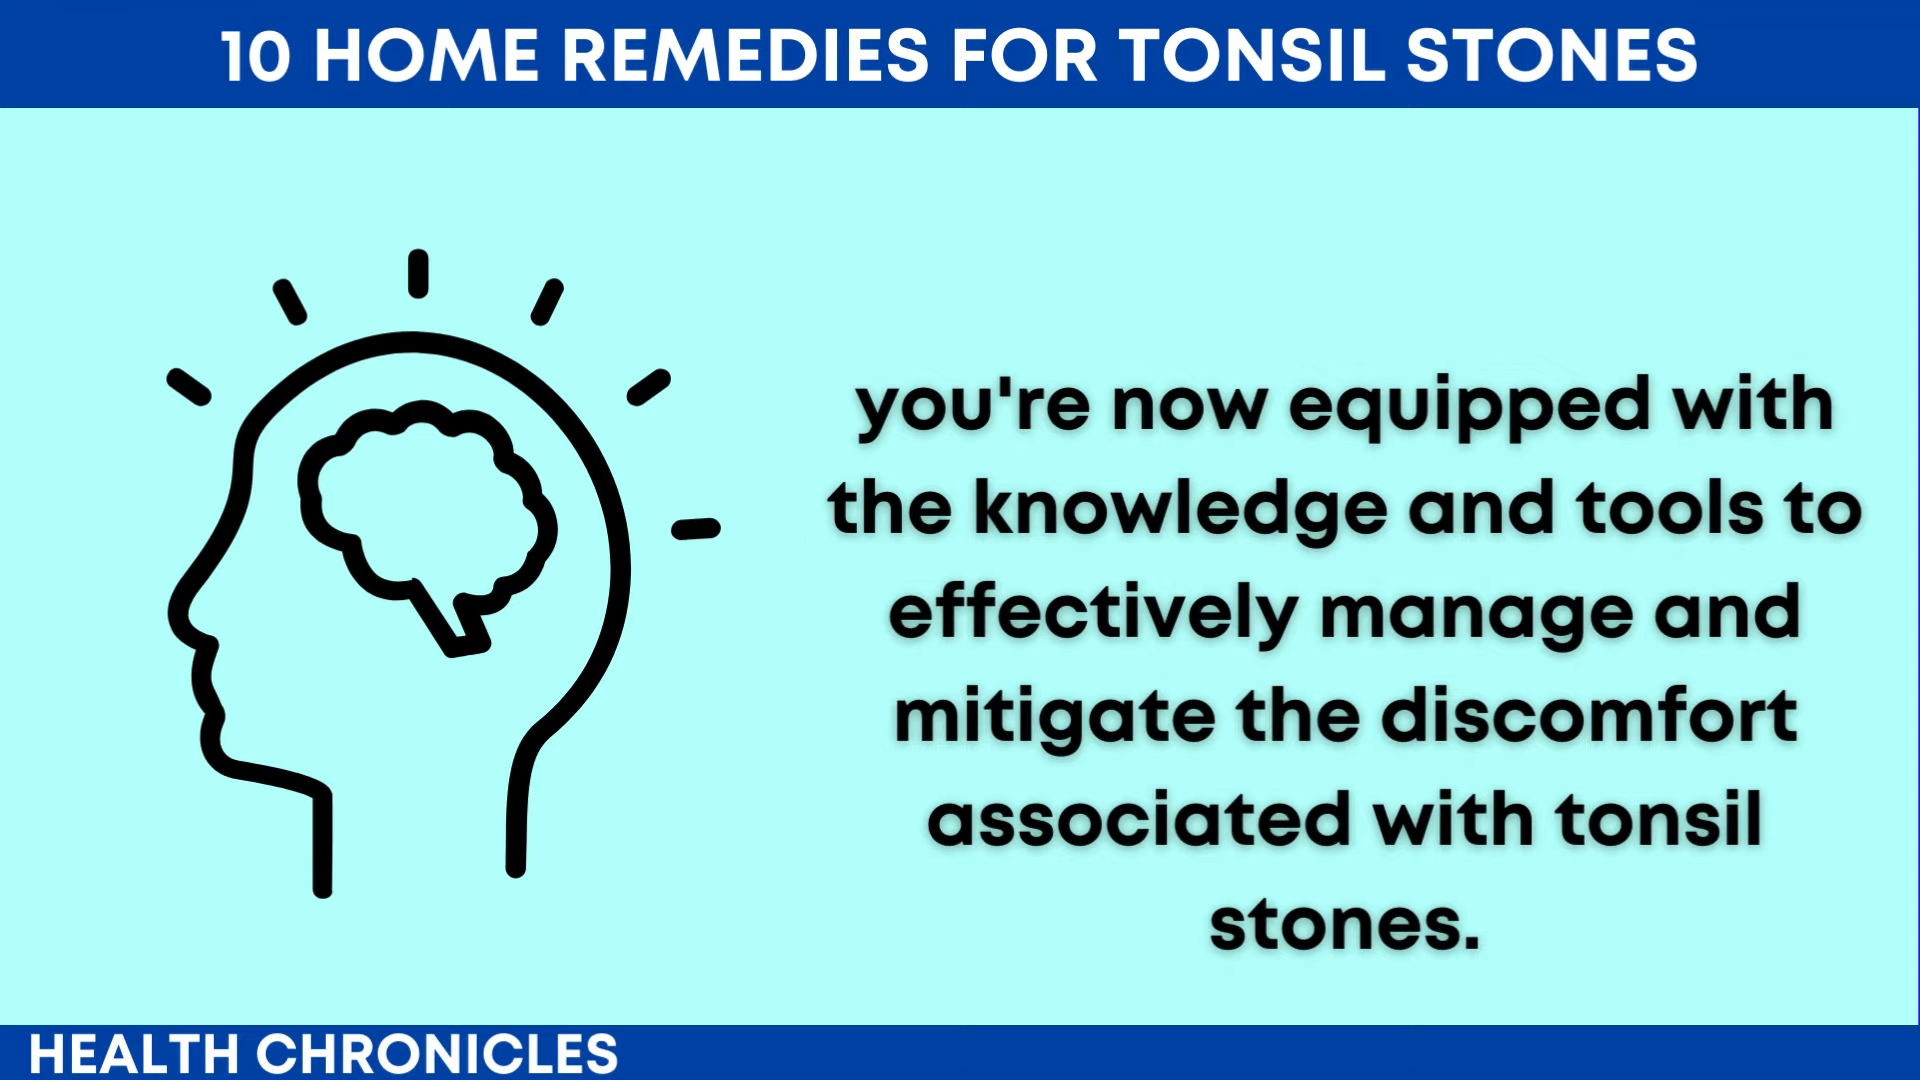 10 HOME REMEDIES FOR TONSIL STONES
you're now equipped with
the knowledge and tools to
effectively manage and
mitigate the discomfort
associated with tonsil
stones.
HEALTH CHRONICLES